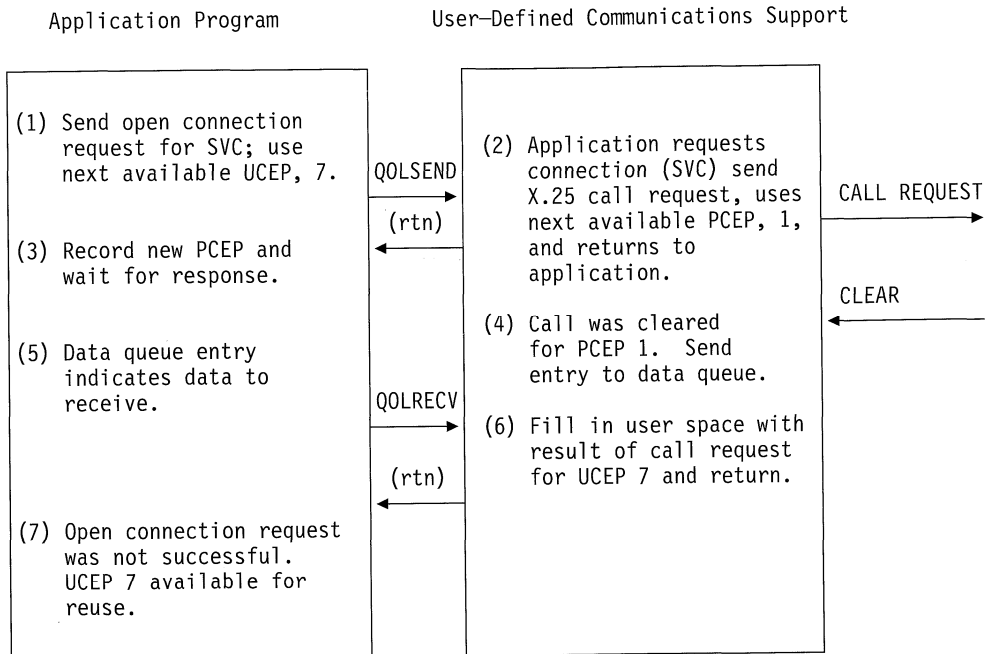 Application Program
User—Defined Communications Support
(1) Send open connection
request for SVC; use
next available UCEP, 7.
QOLSEND
(rtn)
(2) Application requests
connection (SVC) send
X.25 call request, uses
next available PCEP, 1,
and returns to
application.
CALL REQUEST
(3) Record new PCEP and
wait for response.
CLEAR
(4) Call was cleared
for PCEP 1. Send
entry to data queue.
(5) Data queue entry
indicates data to
receive.
QOLRECV
(rtn)
(6) Fill in user space with
result of call request
for UCEP 7 and return.
(7) Open connection request
was not successful.
UCEP 7 available for
reuse.